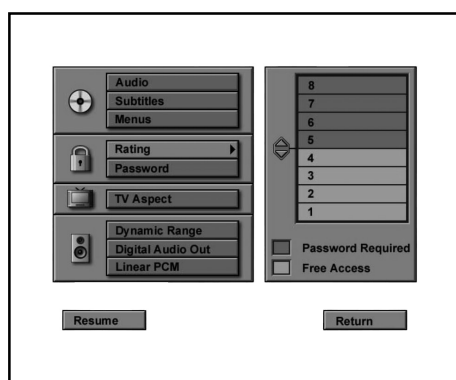 Audio
Subtitles
Menus
Rating
Password
TV Aspect
Dynamic Range
Digital Audio Out
Linear PCM
8
7
6
5
4
3
2
1
Password Required
Free Access
Resume
Return